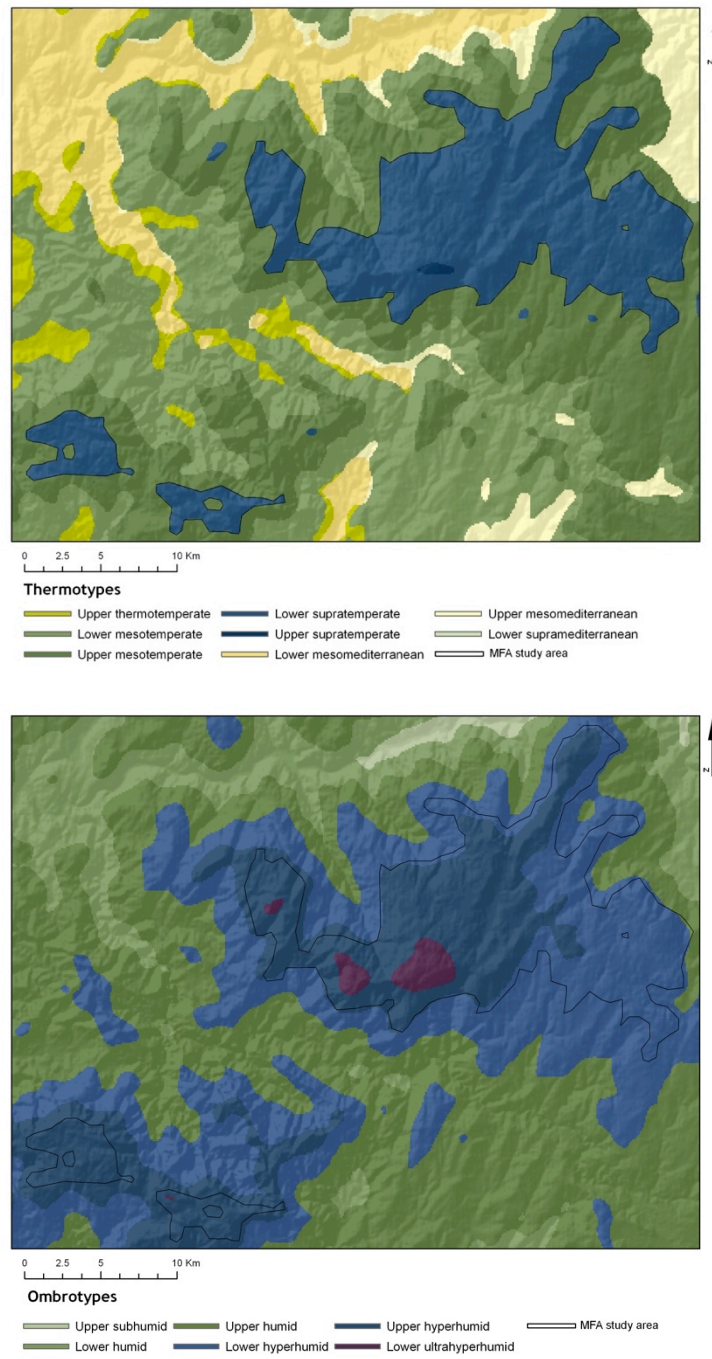 z
0 2.5 5 10 Km
Thermotypes
Upper thermotemperate Lower supratemperate Upper mesomediterranean
Lower mesotemperate Upper supratemperate Lower supramediterranean
Upper mesotemperate Lower mesomediterranean MFA study area
z
0 2.5 5 10 Km
Ombrotypes
Upper subhumid Upper humid Upper hyperhumid MFA study area
Lower humid Lower hyperhumid Lower ultrahyperhumid